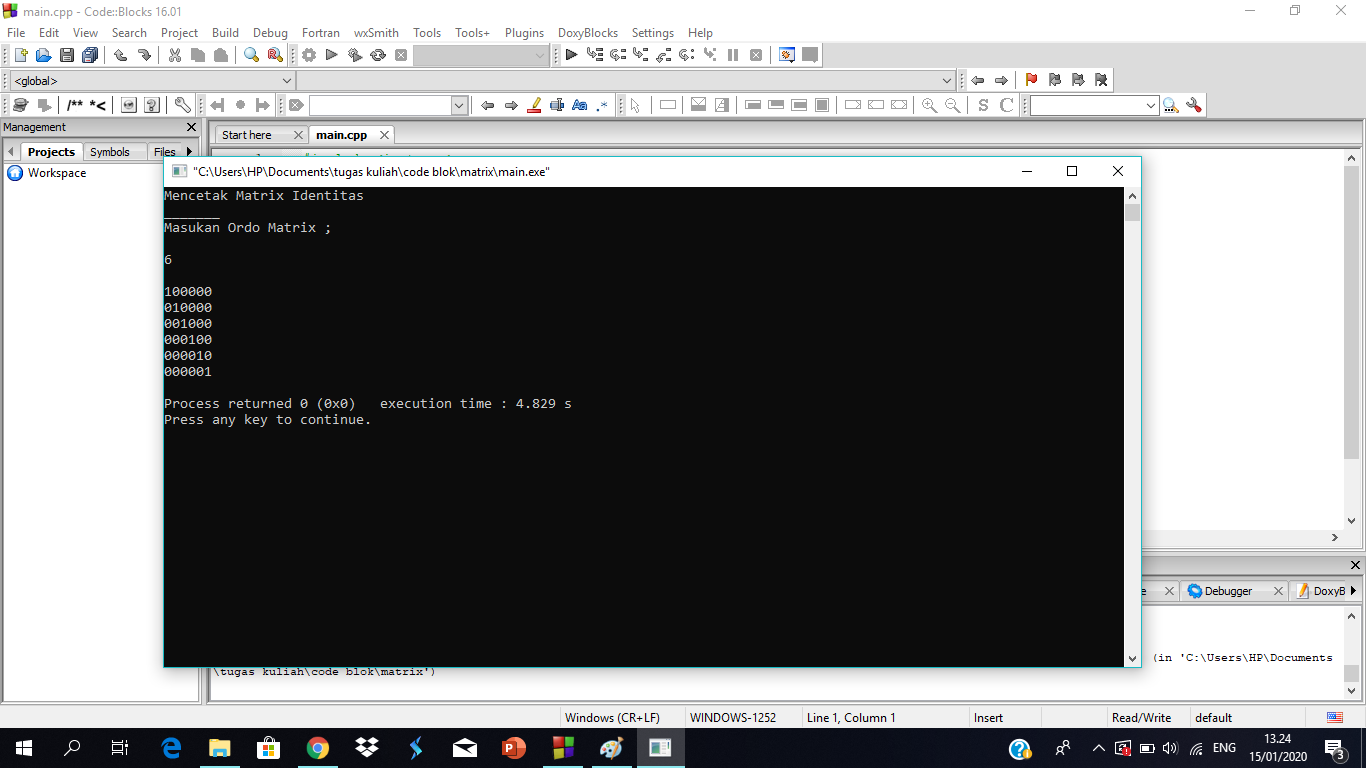 main.cpp - Code::Blocks 16.01
File Edit View Search Project Build Debug Fortran wxSmith Tools Tools+ Plugins DoxyBlocks Settings Help
<global>
/** *<
Aa .*
S C
Management
Projects Symbols Files
Workspace
Start here main.cpp
"C:\Users\HP\Documents\tugas kuliah\code blok\matrix\main.exe"
Mencetak Matrix Identitas
_______
Masukan Ordo Matrix ;
6
100000
010000
001000
000100
000010
000001
Process returned 0 (0x0)   execution time : 4.829 s
Press any key to continue.
Debugger DoxyB
(in 'C:\Users\HP\Documents
\tugas kuliah\code blok\matrix')
Windows (CR+LF) WINDOWS-1252 Line 1, Column 1 Insert Read/Write default
ENG
13.24
15/01/2020
3